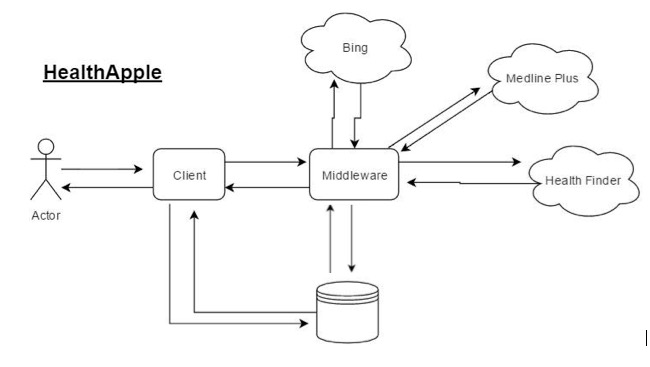 HealthApple
Bing
Medline Plus
Client
Middleware
Health Finder
Actor